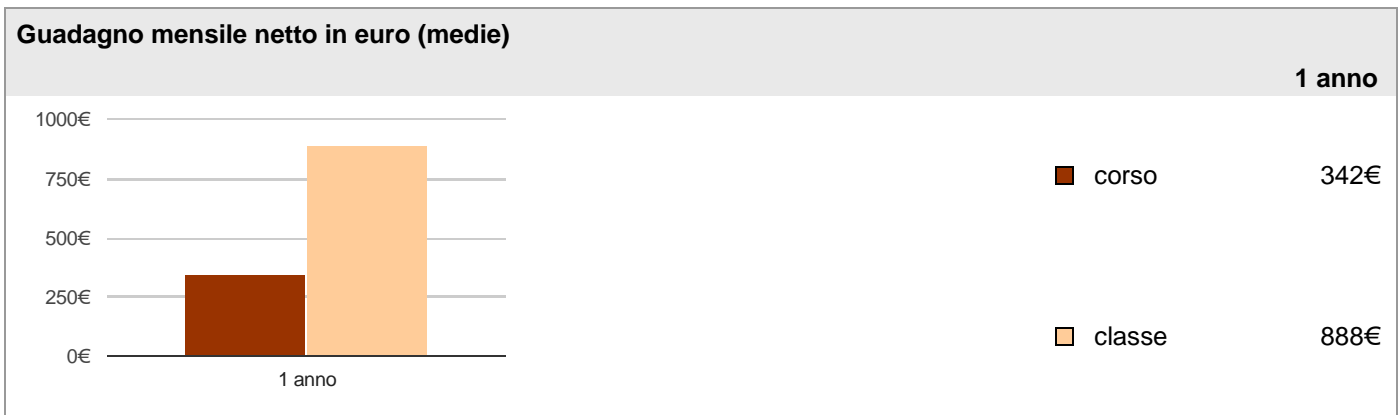 Guadagno mensile netto in euro (medie)
1 anno
1000€
750€
500€
250€
0€
1 anno
corso 342€
classe 888€